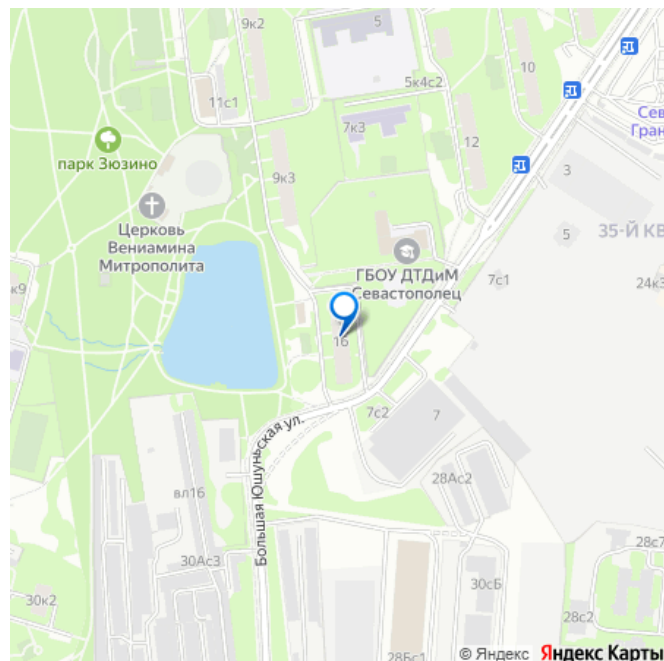 9к2
5
10
5к4с2
11с1
Сев
Гран
7к3
12
парк Зюзино
3
9к3
Церковь
Вениамина
Митрополита
5
35-Й КВ
ГБОУ ДТДиМ
Севастополец
7с1
24к3
к9
16
7с2
7
Большая Юшуньская ул.
28Ас2
вл16
28с7
30Ас3
30сБ
30к2
28с2
28Бс1
© Яндекс Яндекс Карты